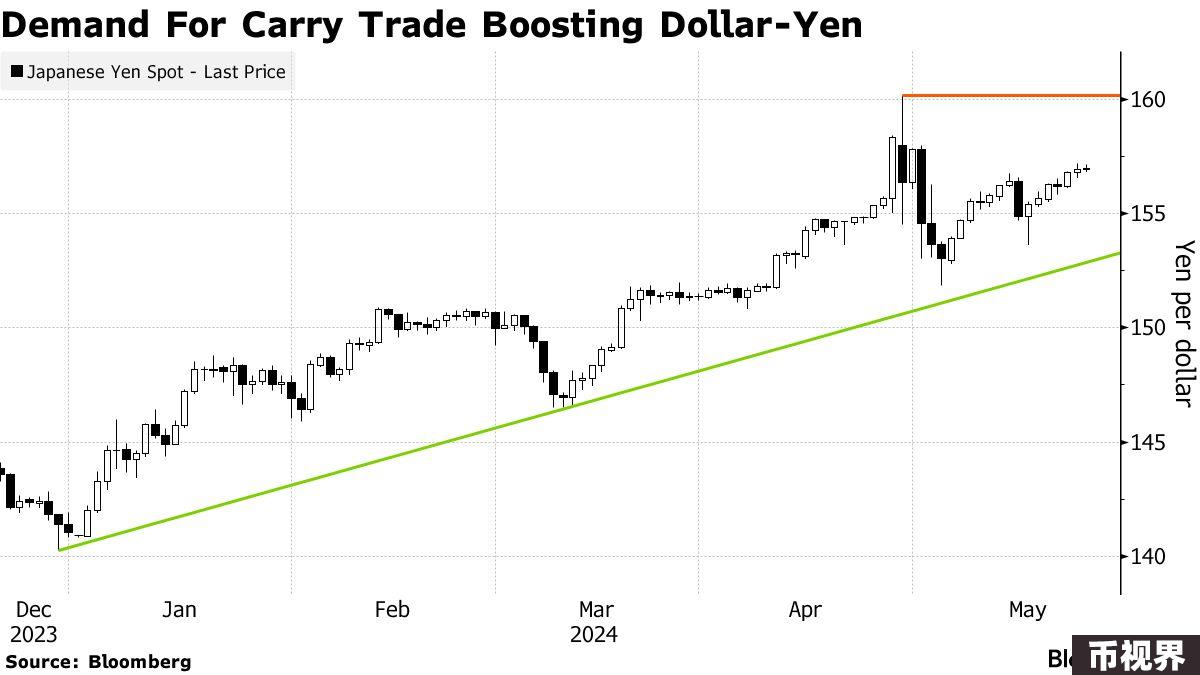 Demand For Carry Trade Boosting Dollar-Yen
Japanese Yen Spot - Last Price
160
155
150
145
140
Yen per dollar
Dec Jan Feb Mar Apr May
2023 2024
Source: Bloomberg
币视界